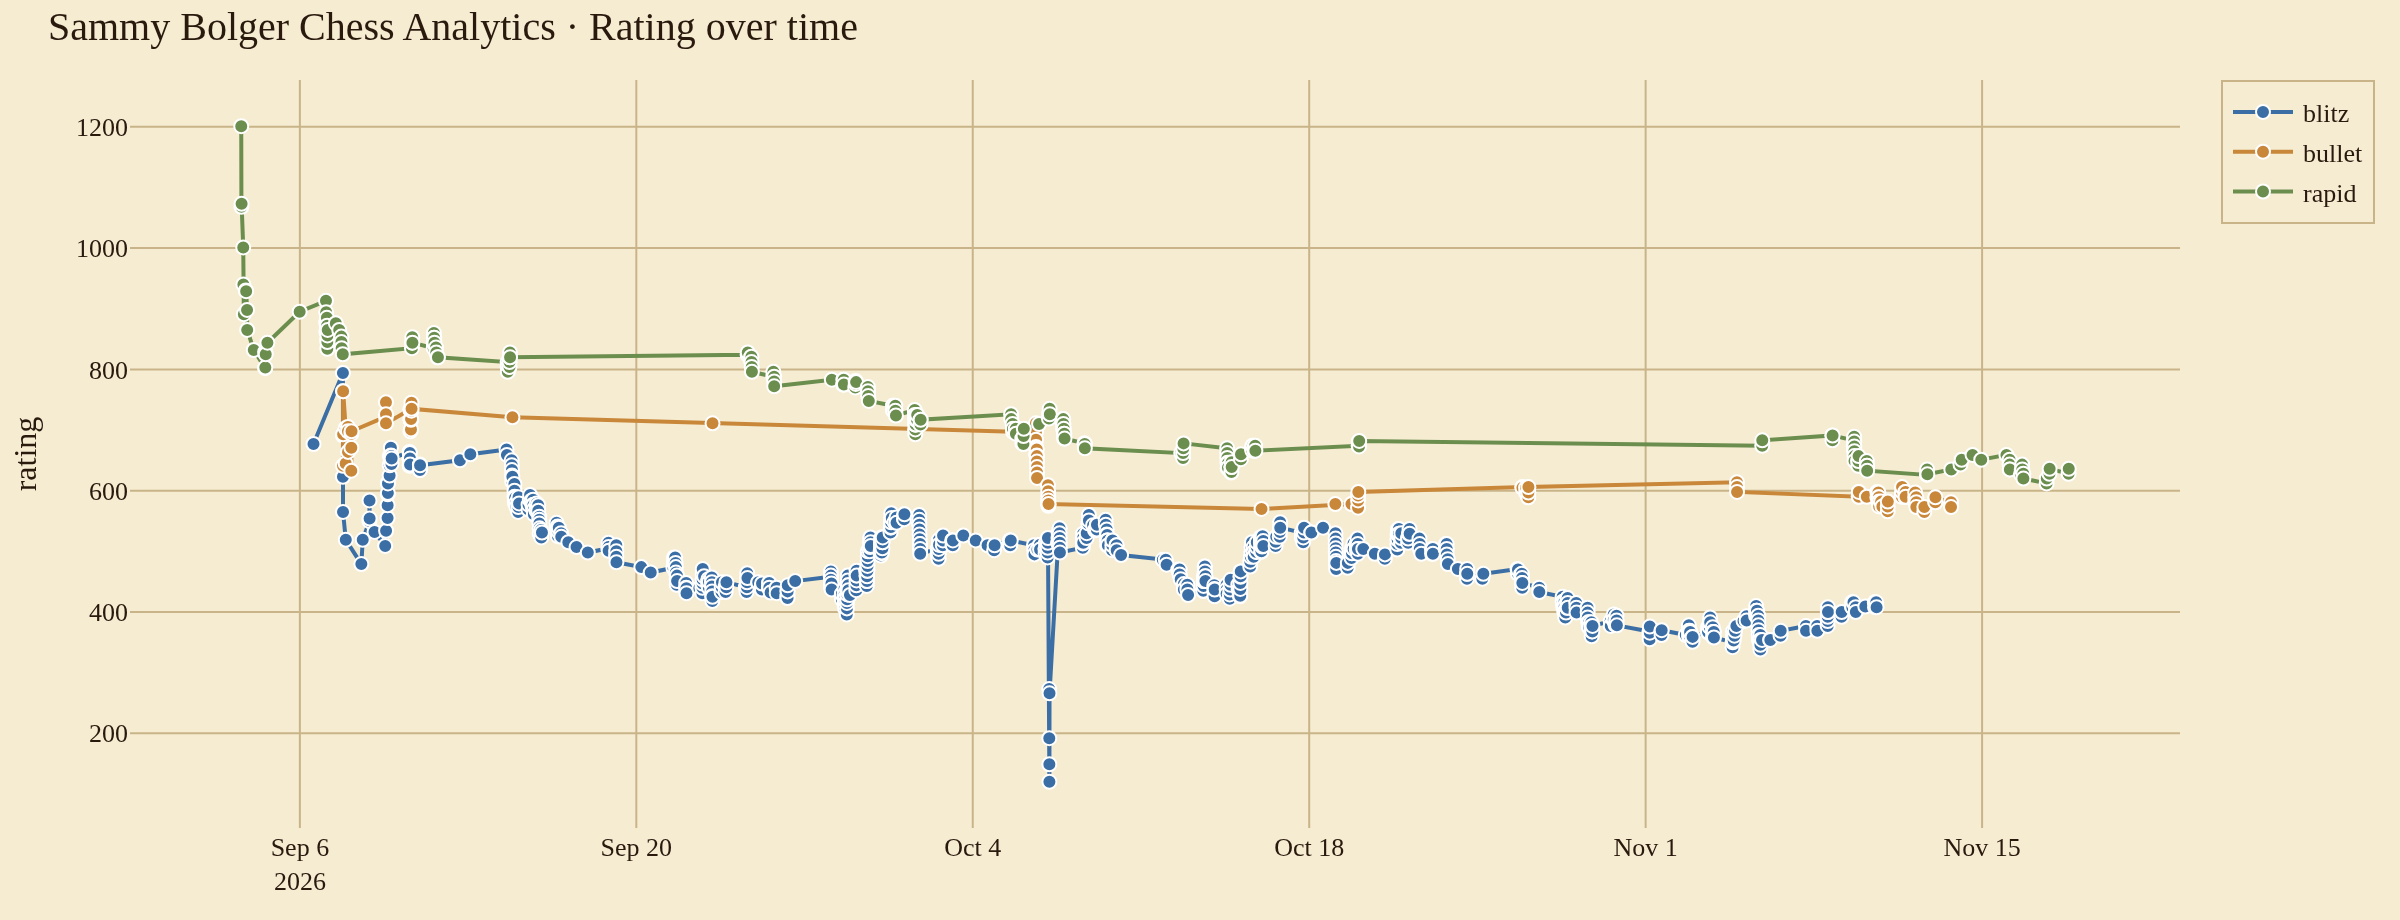 Sammy Bolger Chess Analytics · Rating over time
blitz
bullet
rapid
rating
1200
1000
800
600
400
200
Sep 6
2026
Sep 20
Oct 4
Oct 18
Nov 1
Nov 15